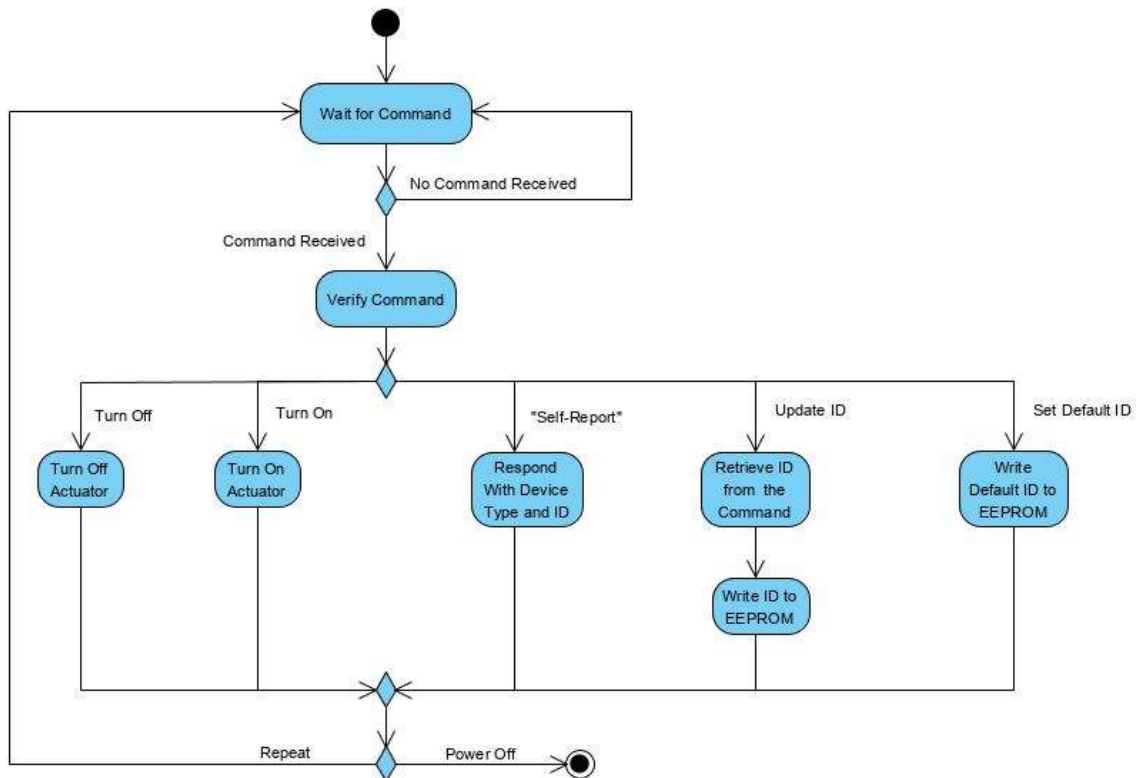 Wait for Command
No Command Received
Command Received
Verify Command
Turn Off
Turn On
"Self-Report"
Update ID
Set Default ID
Turn Off
Actuator
Turn On
Actuator
Respond
With Device
Type and ID
Retrieve ID
from the
Command
Write
Default ID to
EEPROM
Write ID to
EEPROM
Repeat
Power Off